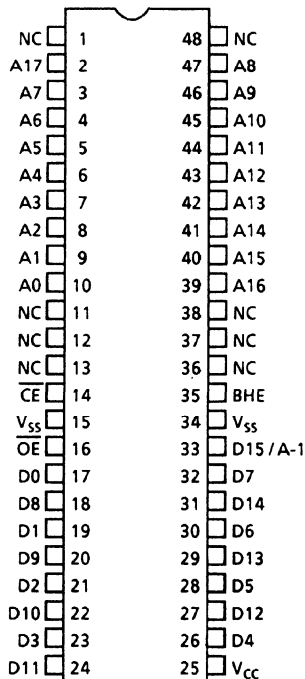 NC 1 48 NC
A17 2 47 A8
A7 3 46 A9
A6 4 45 A10
A5 5 44 A11
A4 6 43 A12
A3 7 42 A13
A2 8 41 A14
A1 9 40 A15
A0 10 39 A16
NC 11 38 NC
NC 12 37 NC
NC 13 36 NC
C̅E̅ 14 35 BHE
VSS 15 34 VSS
O̅E̅ 16 33 D15 / A-1
D0 17 32 D7
D8 18 31 D14
D1 19 30 D6
D9 20 29 D13
D2 21 28 D5
D10 22 27 D12
D3 23 26 D4
D11 24 25 VCC